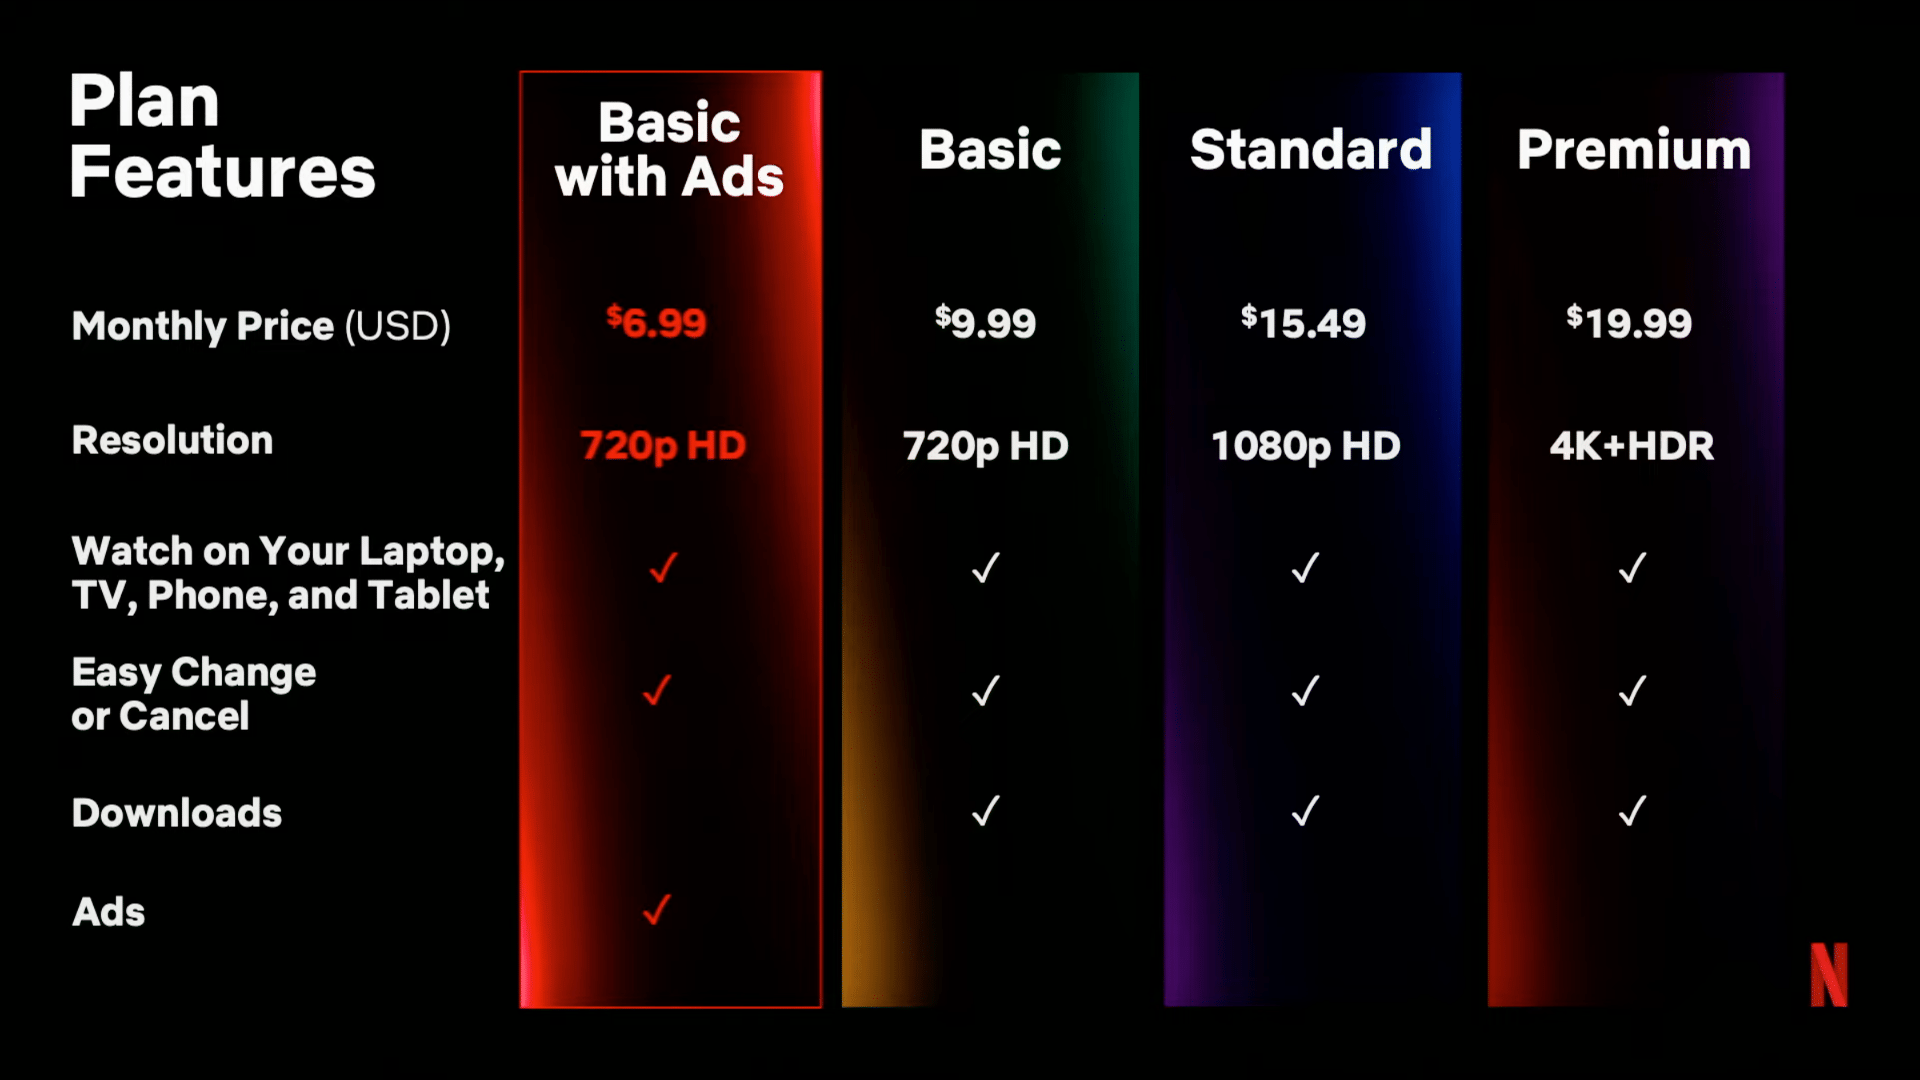 Plan
Features
Basic
with Ads
Basic
Standard
Premium
Monthly Price (USD)
$6.99
$9.99
$15.49
$19.99
Resolution
720p HD
720p HD
1080p HD
4K+HDR
Watch on Your Laptop,
TV, Phone, and Tablet
✓
✓
✓
✓
Easy Change
or Cancel
✓
✓
✓
✓
Downloads
✓
✓
✓
Ads
✓
N